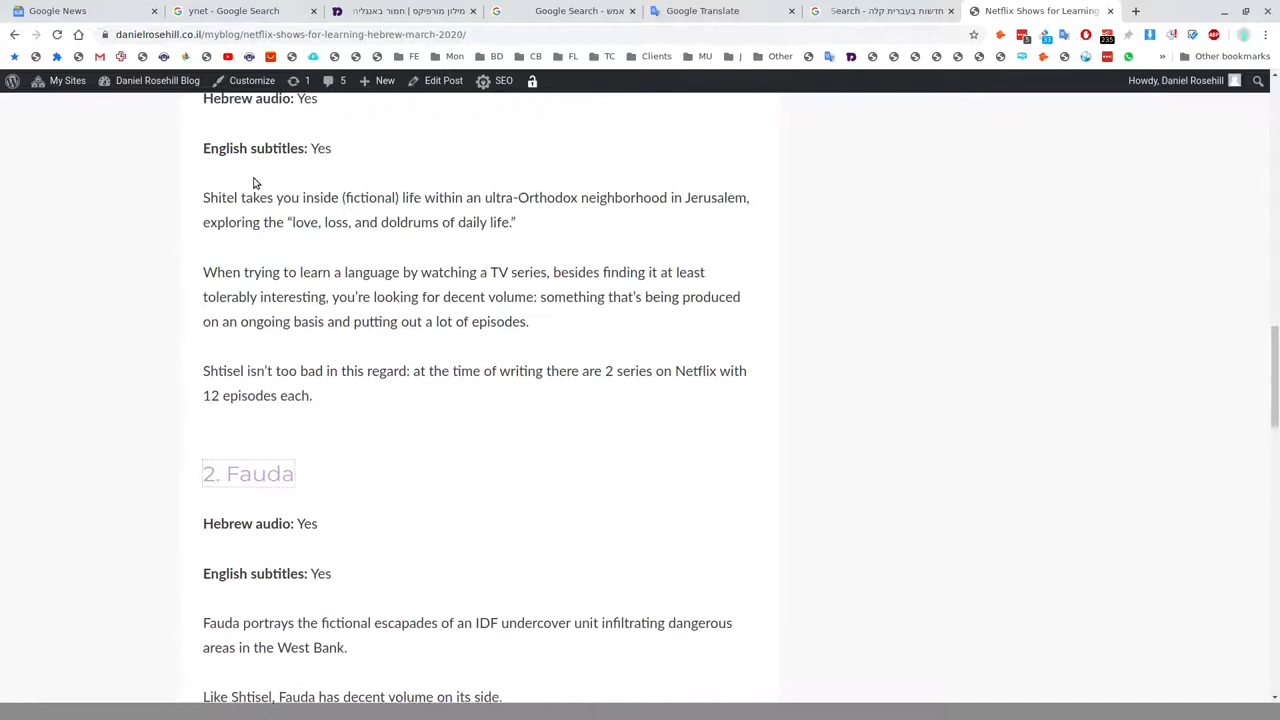 Google News
ynet - Google Search
מילון מורפיקס | חמור באנגלית
אמש - Google Search
Google Translate
חדשות בעברית קלה - Search
Netflix Shows for Learning
danielrosehill.co.il/myblog/netflix-shows-for-learning-hebrew-march-2020/
FE Mon BD CB FL TC Clients MU J Other Other bookmarks
My Sites Daniel Rosehill Blog Customize 1 5 New Edit Post SEO Howdy, Daniel Rosehill
Hebrew audio: Yes
English subtitles: Yes
Shitel takes you inside (fictional) life within an ultra-Orthodox neighborhood in Jerusalem,
exploring the “love, loss, and doldrums of daily life.”
When trying to learn a language by watching a TV series, besides finding it at least
tolerably interesting, you’re looking for decent volume: something that’s being produced
on an ongoing basis and putting out a lot of episodes.
Shtisel isn’t too bad in this regard: at the time of writing there are 2 series on Netflix with
12 episodes each.
2. Fauda
Hebrew audio: Yes
English subtitles: Yes
Fauda portrays the fictional escapades of an IDF undercover unit infiltrating dangerous
areas in the West Bank.
Like Shtisel, Fauda has decent volume on its side.